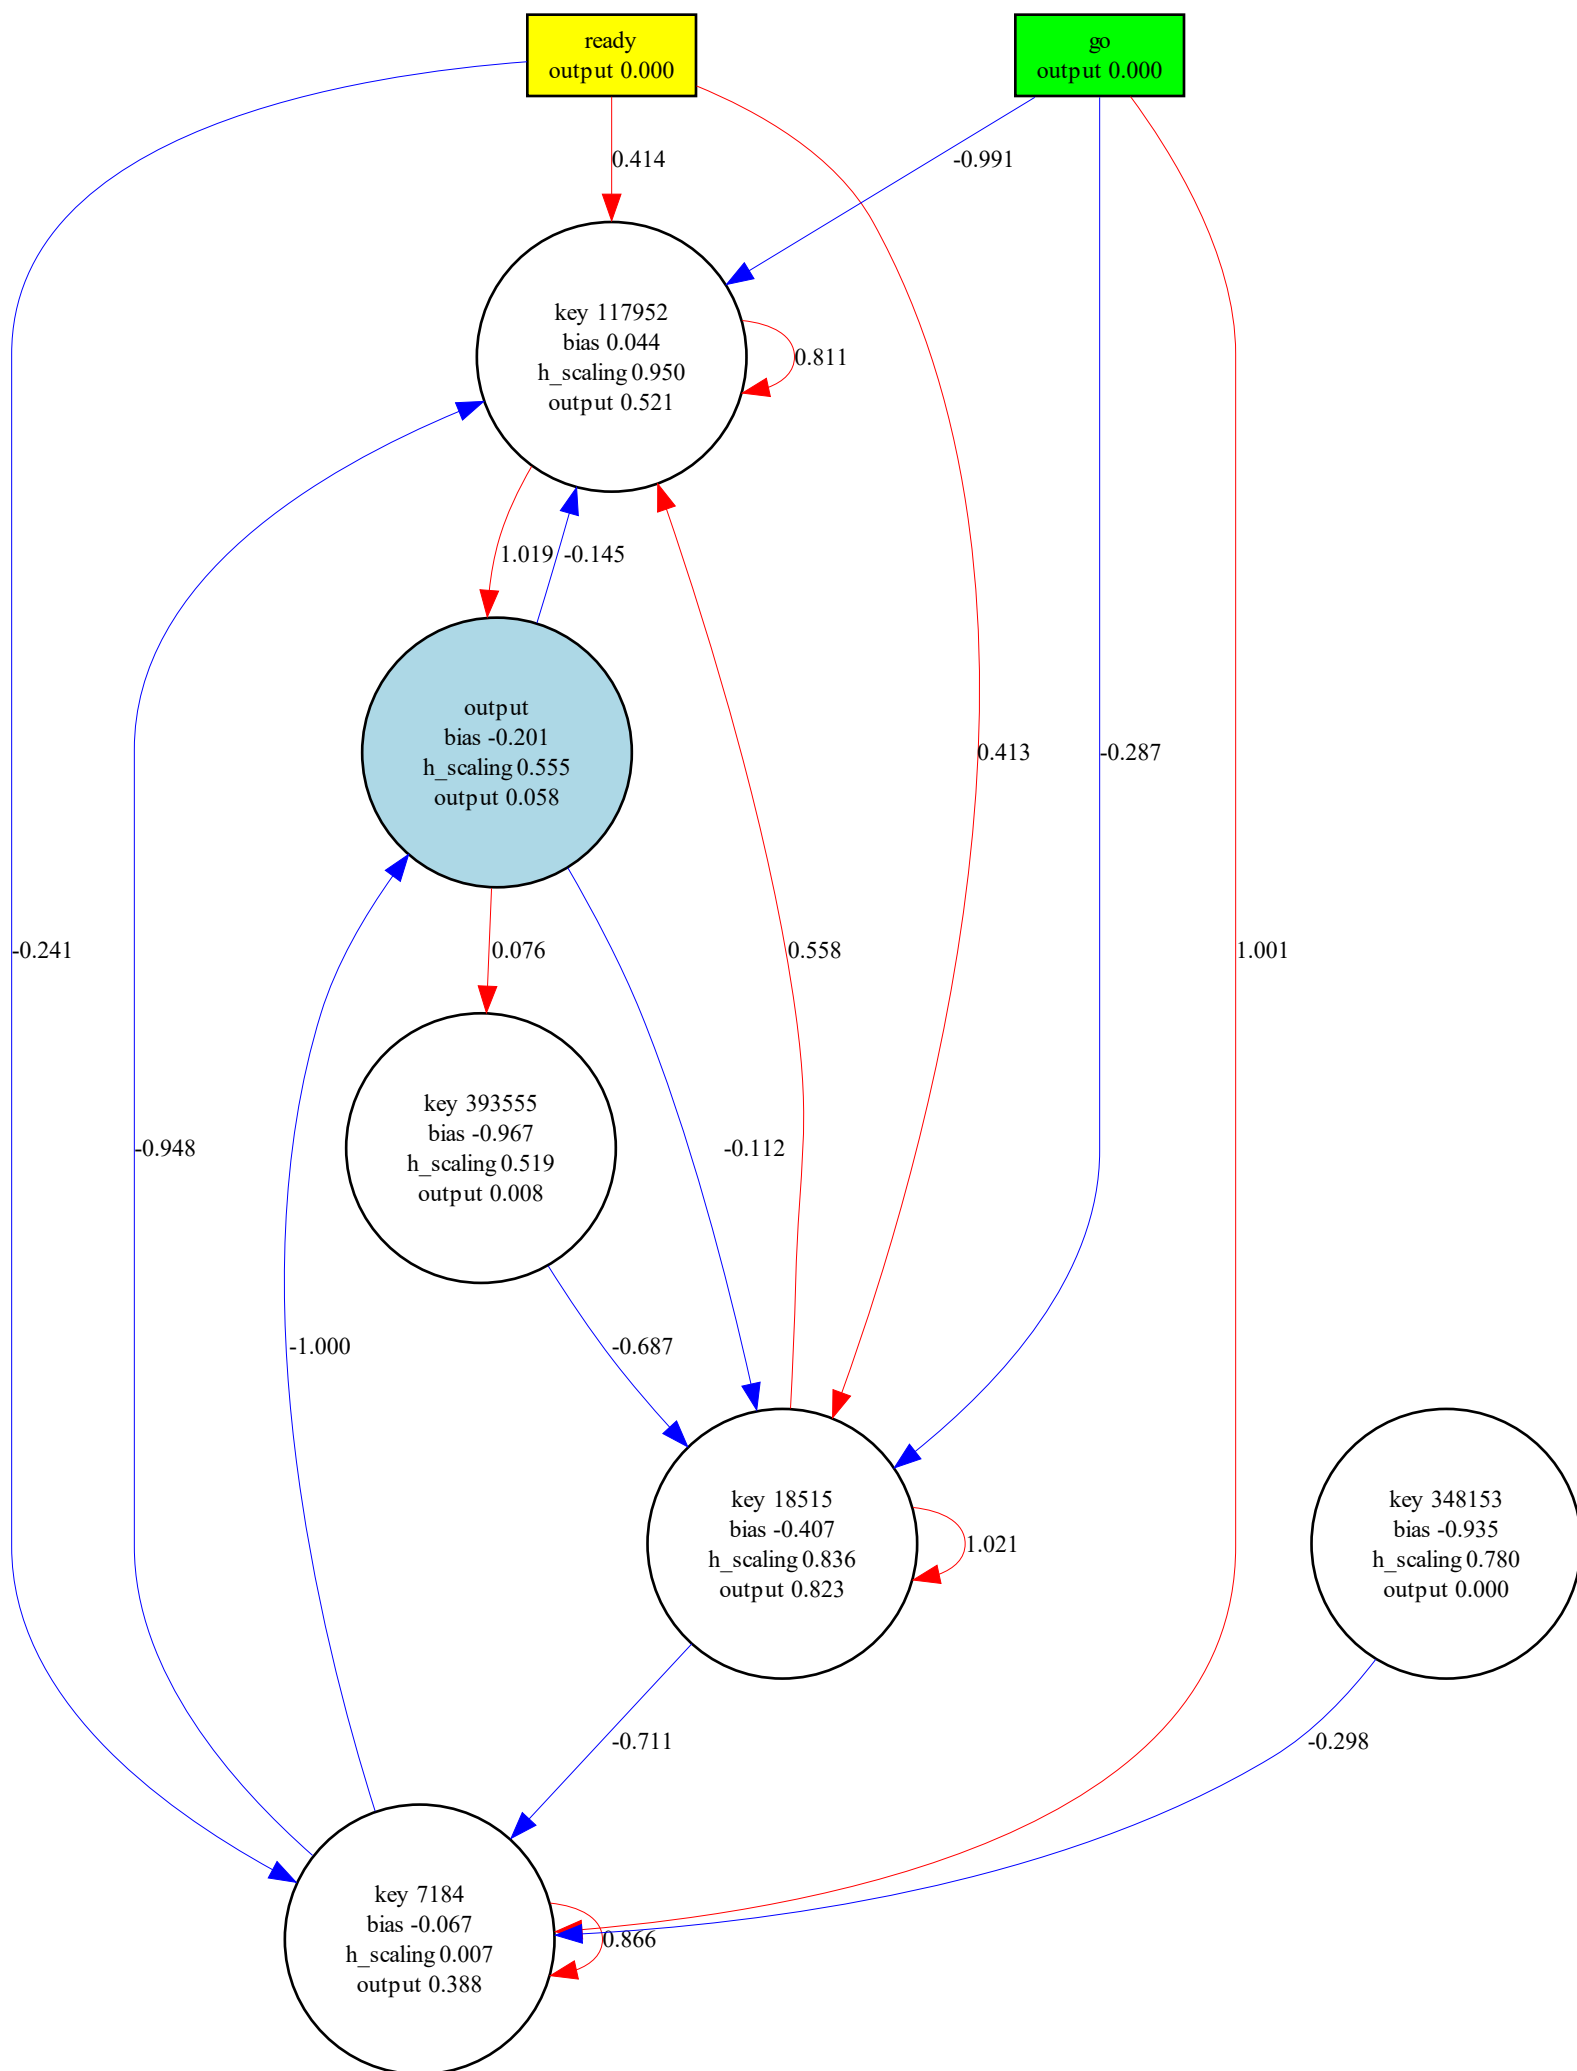 ready
output 0.000
go
output 0.000
0.414
-0.991
key 117952
bias 0.044
h_scaling 0.950
output 0.521
0.811
1.019
-0.145
output
bias -0.201
h_scaling 0.555
output 0.058
0.413
-0.287
-0.241
0.076
0.558
1.001
key 393555
bias -0.967
h_scaling 0.519
output 0.008
-0.948
-0.112
-1.000
-0.687
key 18515
bias -0.407
h_scaling 0.836
output 0.823
1.021
key 348153
bias -0.935
h_scaling 0.780
output 0.000
-0.711
-0.298
key 7184
bias -0.067
h_scaling 0.007
output 0.388
0.866